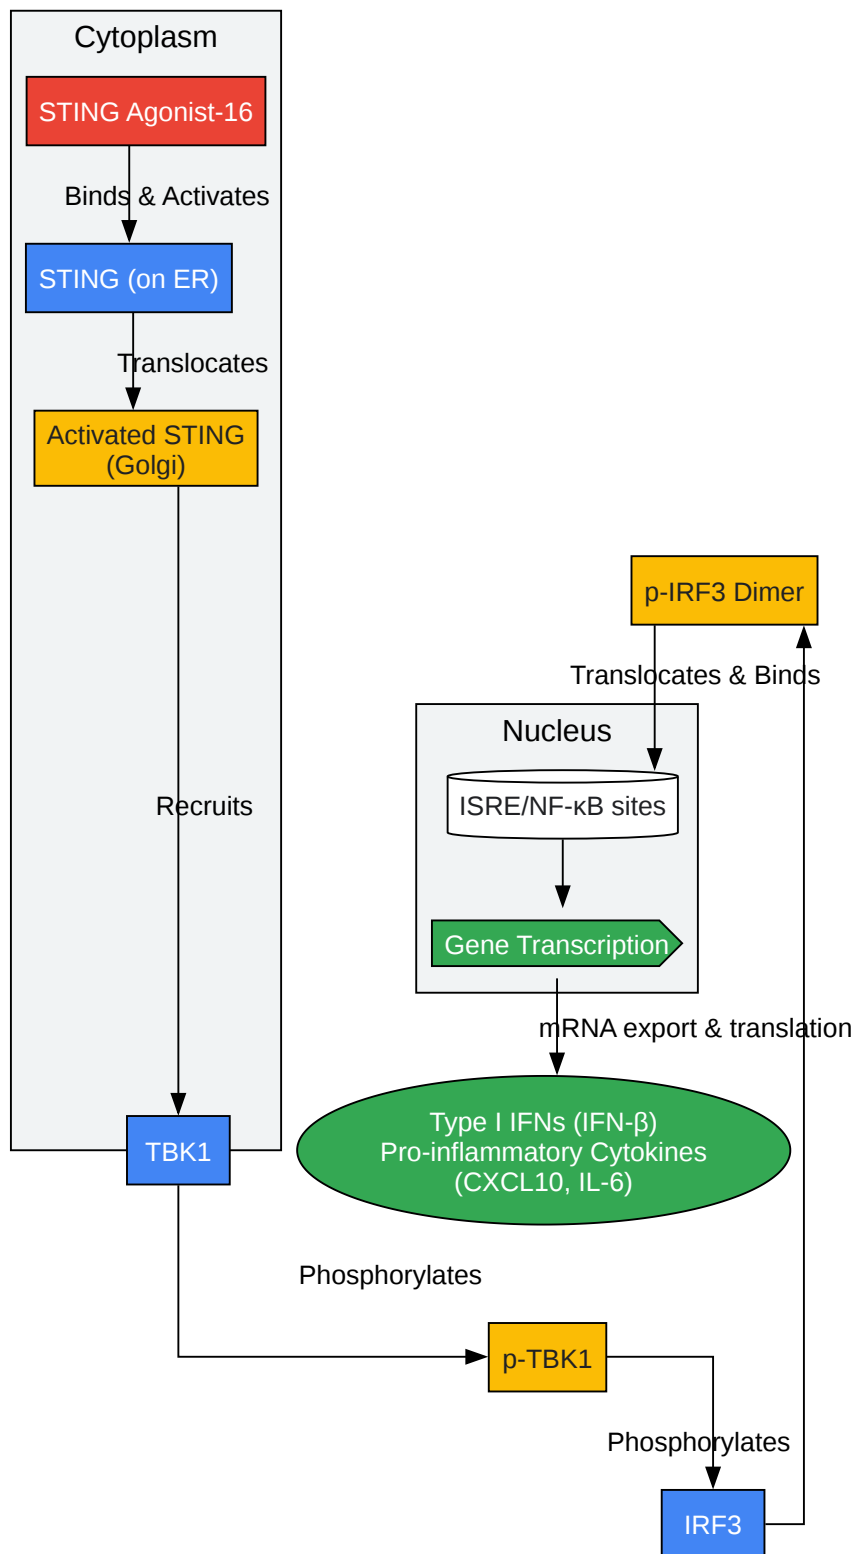 Cytoplasm
STING Agonist-16
Binds & Activates
STING (on ER)
Translocates
Activated STING
(Golgi)
Recruits
TBK1
Phosphorylates
p-TBK1
Phosphorylates
IRF3
p-IRF3 Dimer
Translocates & Binds
Nucleus
ISRE/NF-κB sites
Gene Transcription
mRNA export & translation
Type I IFNs (IFN-β)
Pro-inflammatory Cytokines
(CXCL10, IL-6)